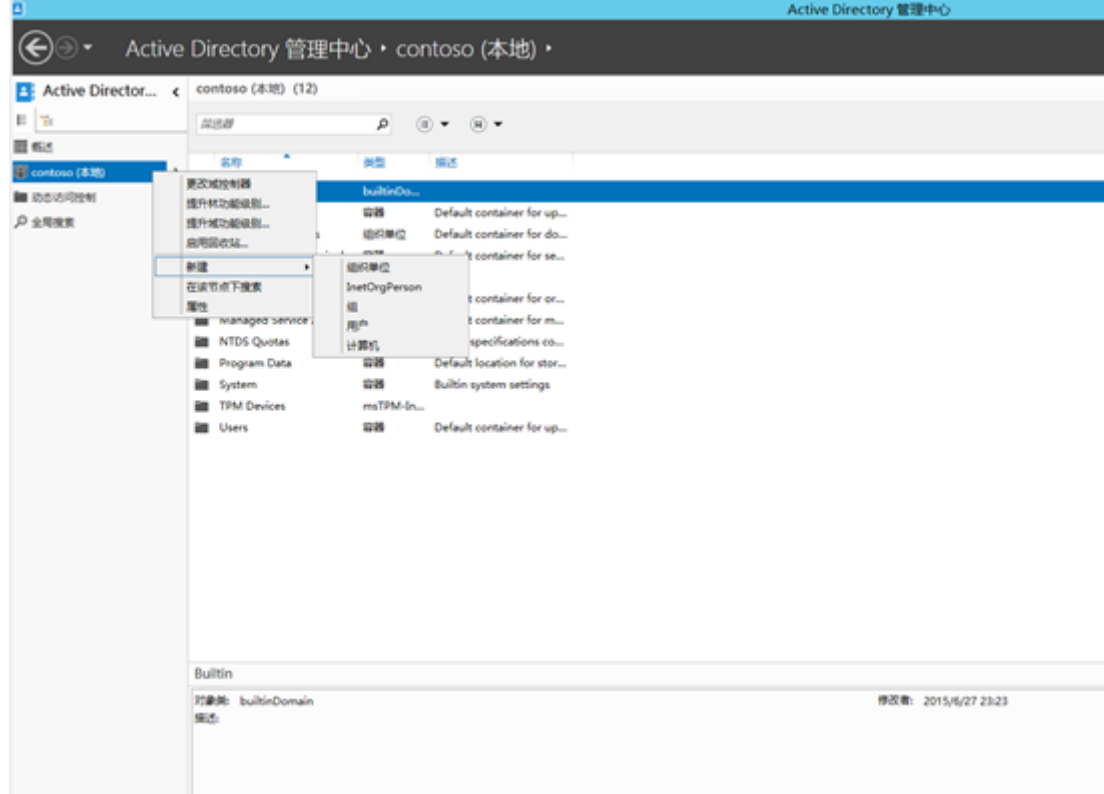 Active Directory 管理中心
Active Directory 管理中心 · contoso (本地) ·
Active Director...
contoso (本地) (12)
筛选器
概述
contoso (本地)
动态访问控制
全局搜索
名称 类型 描述
builtinDo...
容器 Default container for up...
组织单位 Default container for do...
container for se...
t container for or...
Managed Service t container for m...
NTDS Quotas specifications co...
Program Data 容器 Default location for stor...
System 容器 Builtin system settings
TPM Devices msTPM-In...
Users 容器 Default container for up...
更改域控制器
提升林功能级别...
提升域功能级别...
启用回收站...
新建
在该节点下搜索
属性
组织单位
InetOrgPerson
组
用户
计算机
Builtin
对象类: builtinDomain 修改者: 2015/6/27 23:23
描述: